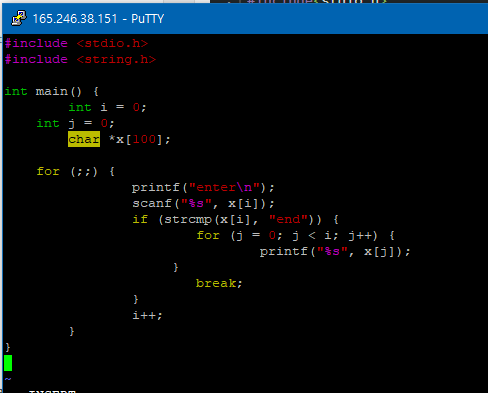 165.246.38.151 - PuTTY
#include <stdio.h>
#include <string.h>
int main() {
int i = 0;
int j = 0;
char *x[100];
for (;;) {
printf("enter\n");
scanf("%s", x[i]);
if (strcmp(x[i], "end")) {
for (j = 0; j < i; j++) {
printf("%s", x[j]);
}
break;
}
i++;
}
}
~